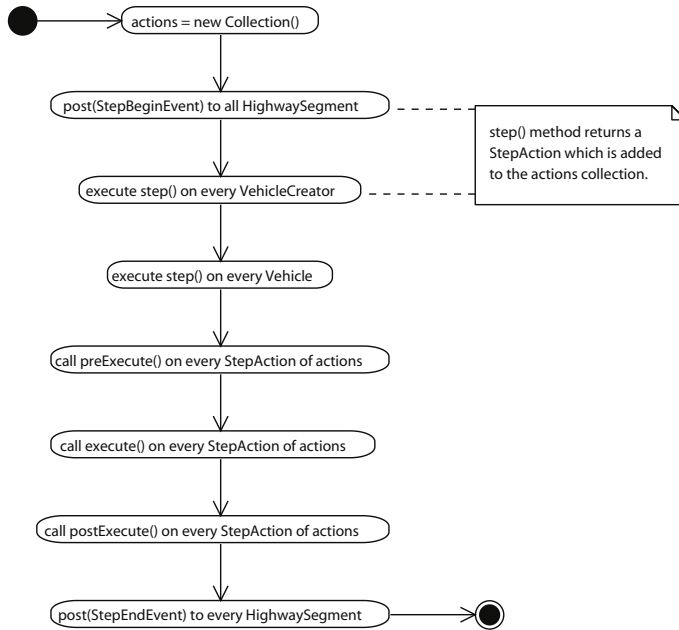 actions = new Collection()
post(StepBeginEvent) to all HighwaySegment
step() method returns a
StepAction which is added
to the actions collection.
execute step() on every VehicleCreator
execute step() on every Vehicle
call preExecute() on every StepAction of actions
call execute() on every StepAction of actions
call postExecute() on every StepAction of actions
post(StepEndEvent) to every HighwaySegment